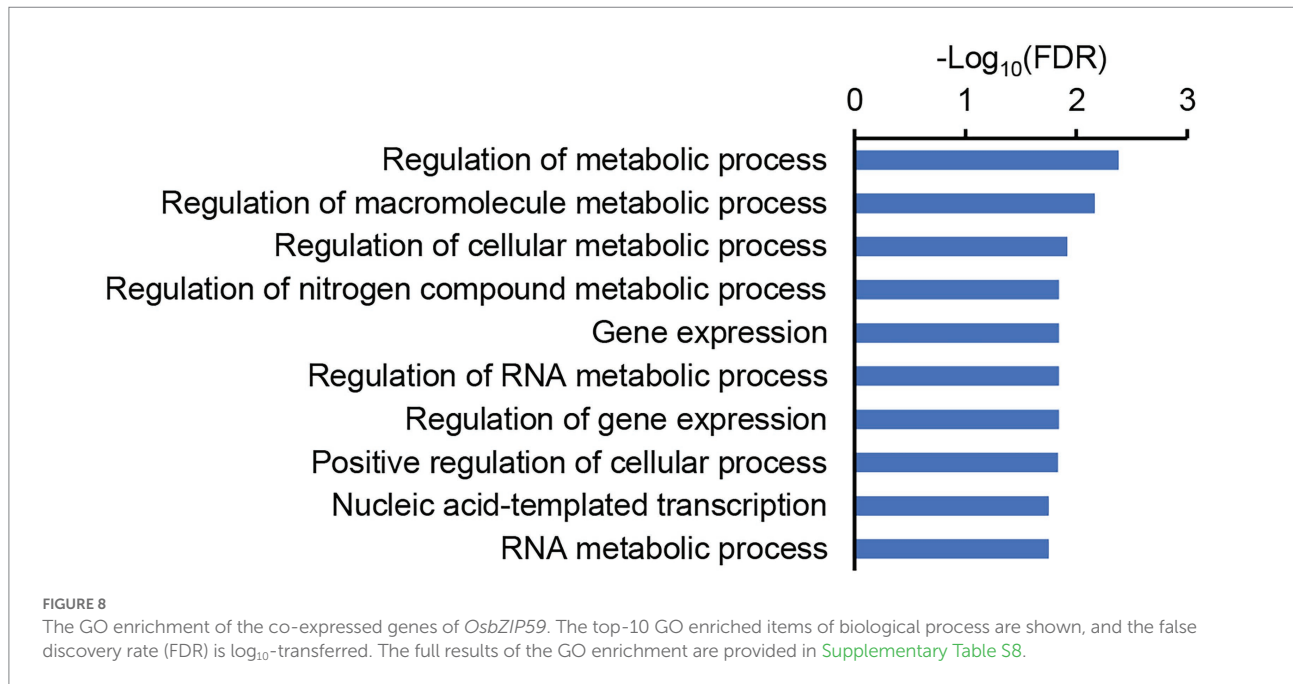 -Log₁₀(FDR)
0 1 2 3
Regulation of metabolic process
Regulation of macromolecule metabolic process
Regulation of cellular metabolic process
Regulation of nitrogen compound metabolic process
Gene expression
Regulation of RNA metabolic process
Regulation of gene expression
Positive regulation of cellular process
Nucleic acid-templated transcription
RNA metabolic process
FIGURE 8
The GO enrichment of the co-expressed genes of OsbZIP59. The top-10 GO enriched items of biological process are shown, and the false
discovery rate (FDR) is log₁₀-transferred. The full results of the GO enrichment are provided in Supplementary Table S8.